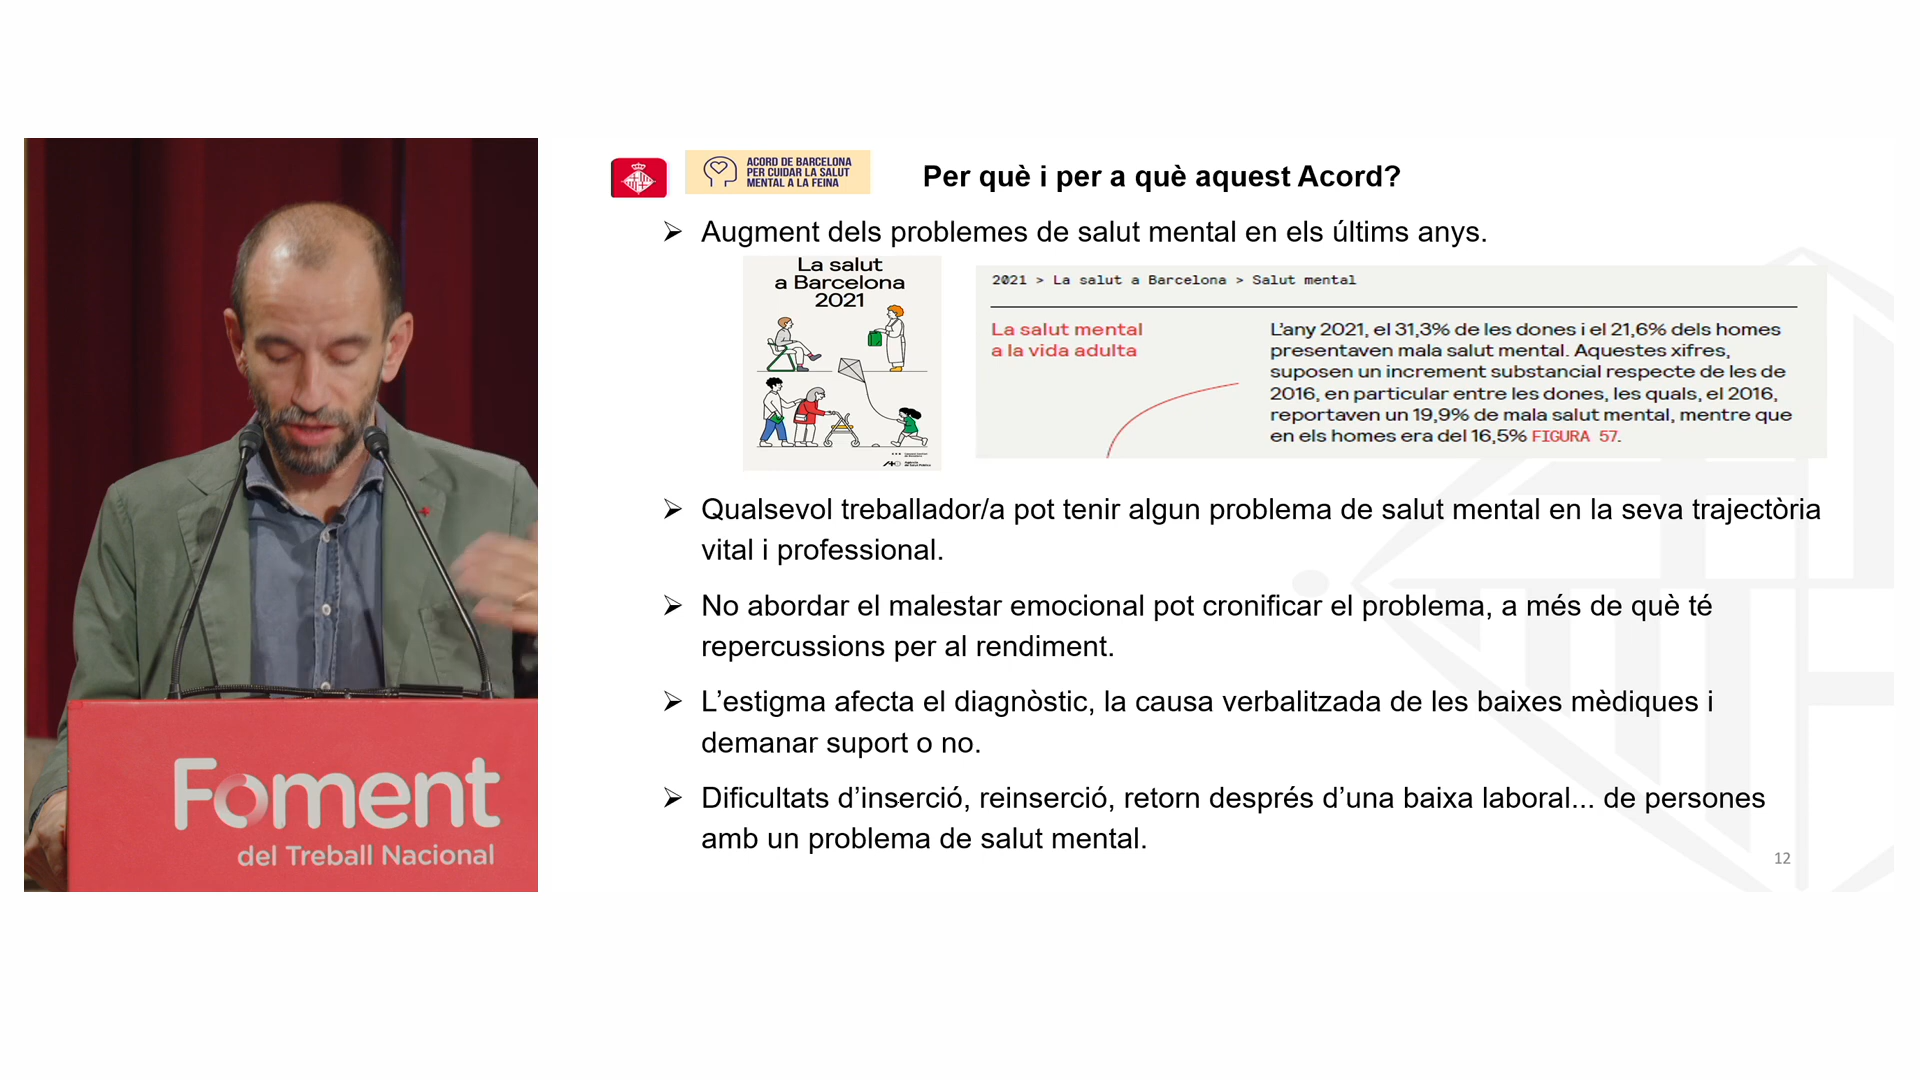 Foment
del Treball Nacional
ACORD DE BARCELONA
PER CUIDAR LA SALUT
MENTAL A LA FEINA
Per què i per a què aquest Acord?
Augment dels problemes de salut mental en els últims anys.
La salut
a Barcelona
2021
2021 > La salut a Barcelona > Salut mental
La salut mental
a la vida adulta
L'any 2021, el 31,3% de les dones i el 21,6% dels homes
presentaven mala salut mental. Aquestes xifres,
suposen un increment substancial respecte de les de
2016, en particular entre les dones, les quals, el 2016,
reportaven un 19,9% de mala salut mental, mentre que
en els homes era del 16,5% FIGURA 57.
Qualsevol treballador/a pot tenir algun problema de salut mental en la seva trajectòria
vital i professional.
No abordar el malestar emocional pot cronificar el problema, a més de què té
repercussions per al rendiment.
L’estigma afecta el diagnòstic, la causa verbalitzada de les baixes mèdiques i
demanar suport o no.
Dificultats d’inserció, reinserció, retorn després d’una baixa laboral... de persones
amb un problema de salut mental.
12